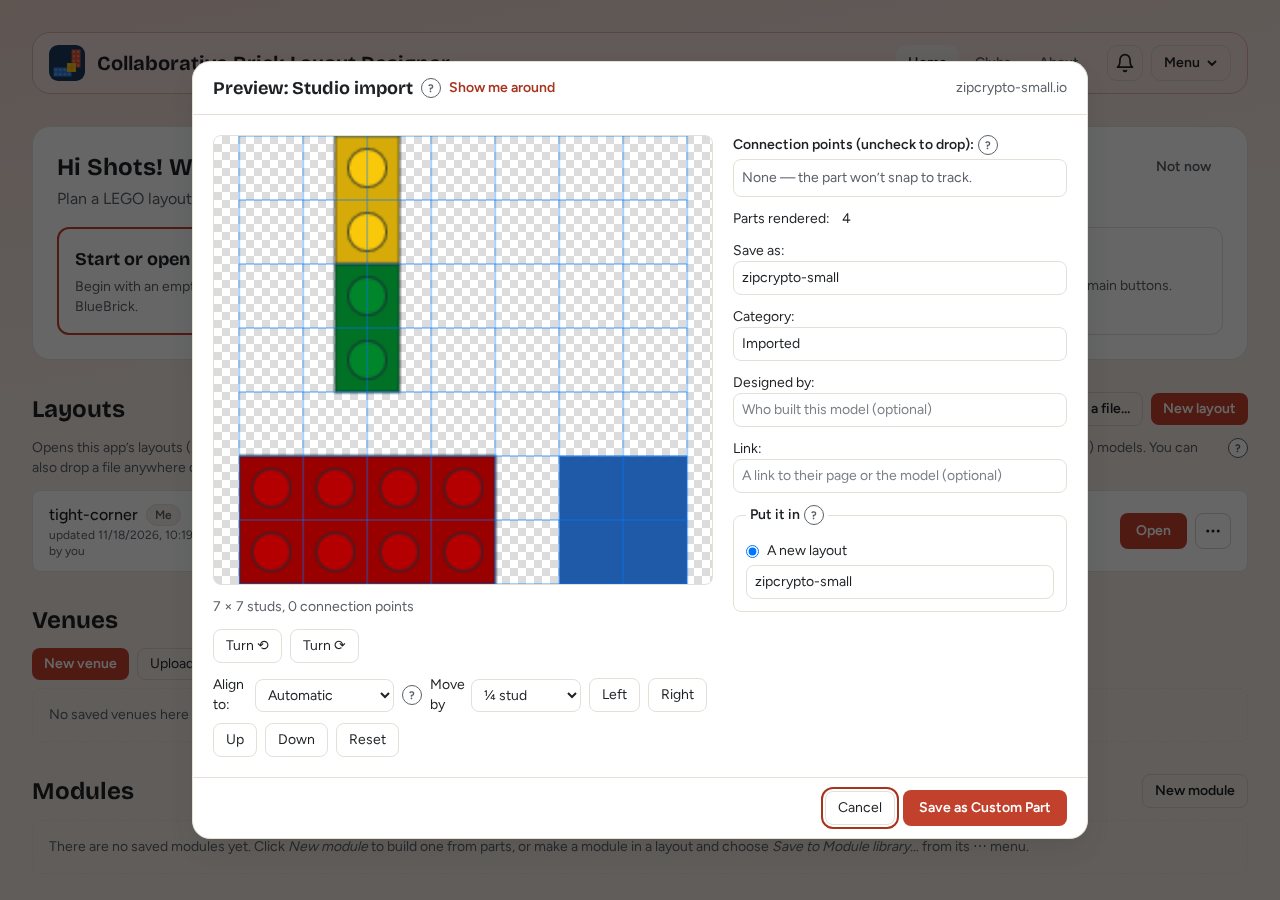 Collaborative Brick Layout Designer
Home
Clubs
About
Menu
Preview: Studio import
?
Show me around
zipcrypto-small.io
Hi Shots! W
Not now
Plan a LEGO layout
Start or open
Begin with an empt
BlueBrick.
main buttons.
Connection points (uncheck to drop):
?
None — the part won't snap to track.
Parts rendered: 4
Save as:
zipcrypto-small
Category:
Imported
Designed by:
Who built this model (optional)
Link:
A link to their page or the model (optional)
Put it in
?
A new layout
zipcrypto-small
7 × 7 studs, 0 connection points
Turn ⟲
Turn ⟳
Align to:
Automatic
?
Move by
¼ stud
Left
Right
Up
Down
Reset
Cancel
Save as Custom Part
Layouts
a file...
New layout
Opens this app's layouts (
) models. You can
?
also drop a file anywhere
tight-corner
Me
updated 11/18/2026, 10:19
by you
Open
⋯
Venues
New venue
Upload
No saved venues here
Modules
New module
There are no saved modules yet. Click New module to build one from parts, or make a module in a layout and choose Save to Module library... from its ⋯ menu.